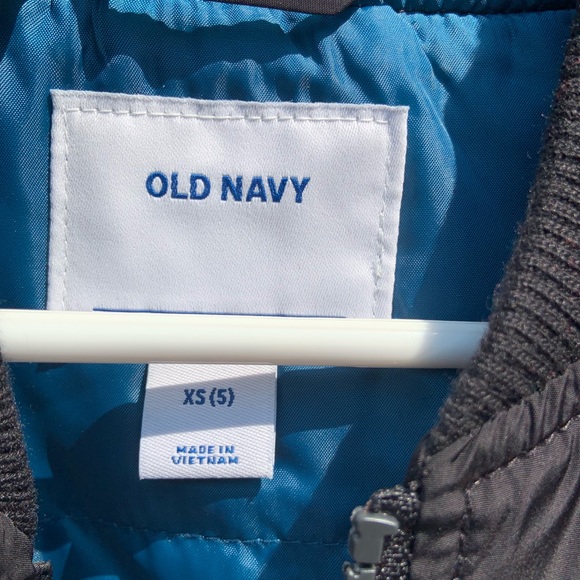 OLD NAVY
XS (5)
MADE IN
VIETNAM